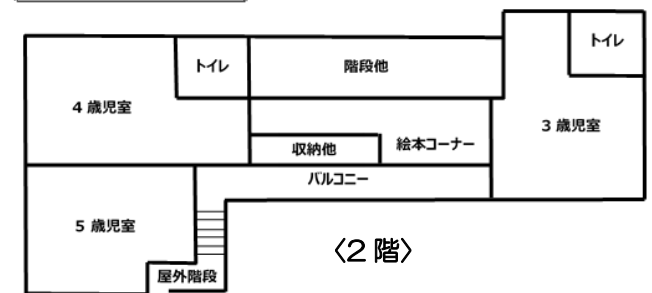 トイレ
トイレ
階段他
4 歳児室
3 歳児室
絵本コーナー
収納他
バルコニー
5 歳児室
〈2 階〉
屋外階段